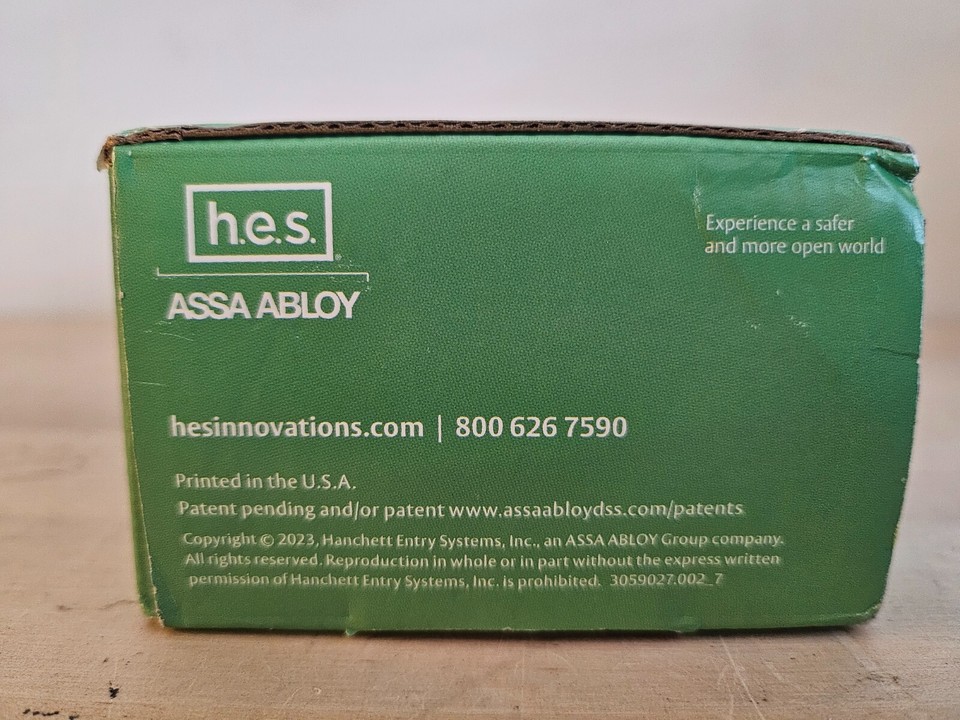 h.e.s.
ASSA ABLOY
Experience a safer
and more open world
hesinnovations.com | 800 626 7590
Printed in the U.S.A.
Patent pending and/or patent www.assaabloydss.com/patents
Copyright © 2023, Hanchett Entry Systems, Inc., an ASSA ABLOY Group company.
All rights reserved. Reproduction in whole or in part without the express written
permission of Hanchett Entry Systems, Inc. is prohibited. 3059027.002_7